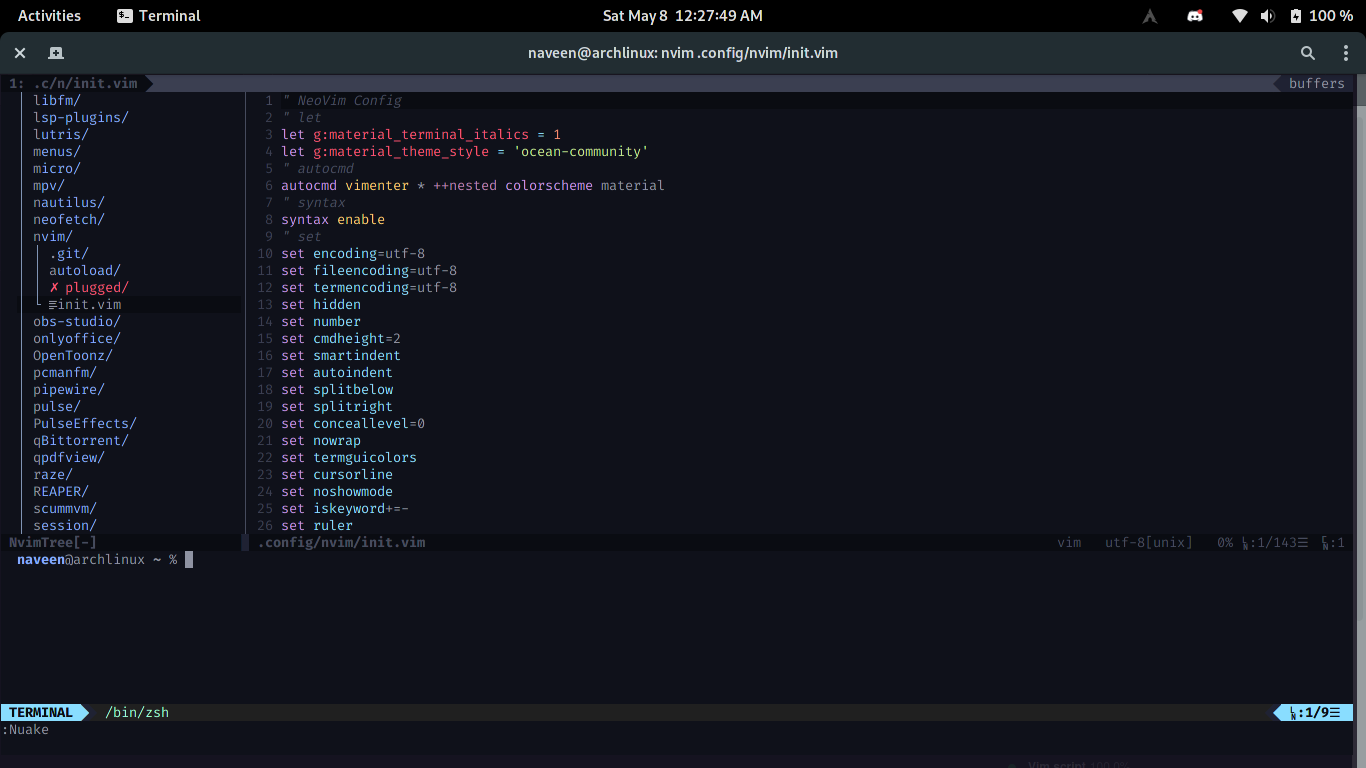 Activities Terminal Sat May 8 12:27:49 AM 100 %
naveen@archlinux: nvim .config/nvim/init.vim
1: .c/n/init.vim buffers
libfm/
lsp-plugins/
lutris/
menus/
micro/
mpv/
nautilus/
neofetch/
nvim/
.git/
autoload/
✗ plugged/
init.vim
obs-studio/
onlyoffice/
OpenToonz/
pcmanfm/
pipewire/
pulse/
PulseEffects/
qBittorrent/
qpdfview/
raze/
REAPER/
scummvm/
session/
NvimTree[-]
1 " NeoVim Config
2 " let
3 let g:material_terminal_italics = 1
4 let g:material_theme_style = 'ocean-community'
5 " autocmd
6 autocmd vimenter * ++nested colorscheme material
7 " syntax
8 syntax enable
9 " set
10 set encoding=utf-8
11 set fileencoding=utf-8
12 set termencoding=utf-8
13 set hidden
14 set number
15 set cmdheight=2
16 set smartindent
17 set autoindent
18 set splitbelow
19 set splitright
20 set conceallevel=0
21 set nowrap
22 set termguicolors
23 set cursorline
24 set noshowmode
25 set iskeyword+=-
26 set ruler
.config/nvim/init.vim vim utf-8[unix] 0% :1/143☰ :1
naveen@archlinux ~ %
TERMINAL /bin/zsh :1/9☰
:Nuake
Vim script 100.0%